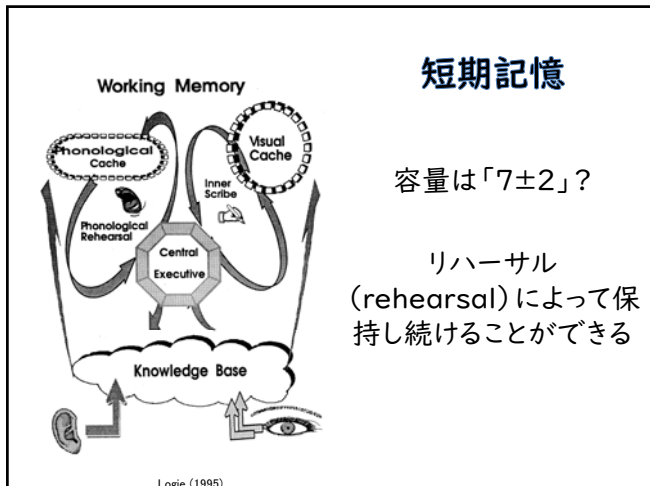 短期記憶
Working Memory
Phonological
Cache
Visual
Cache
Inner
Scribe
Phonological
Rehearsal
Central
Executive
Knowledge Base
Logie (1995)
容量は「7±2」?
リハーサル
(rehearsal)によって保
持し続けることができる